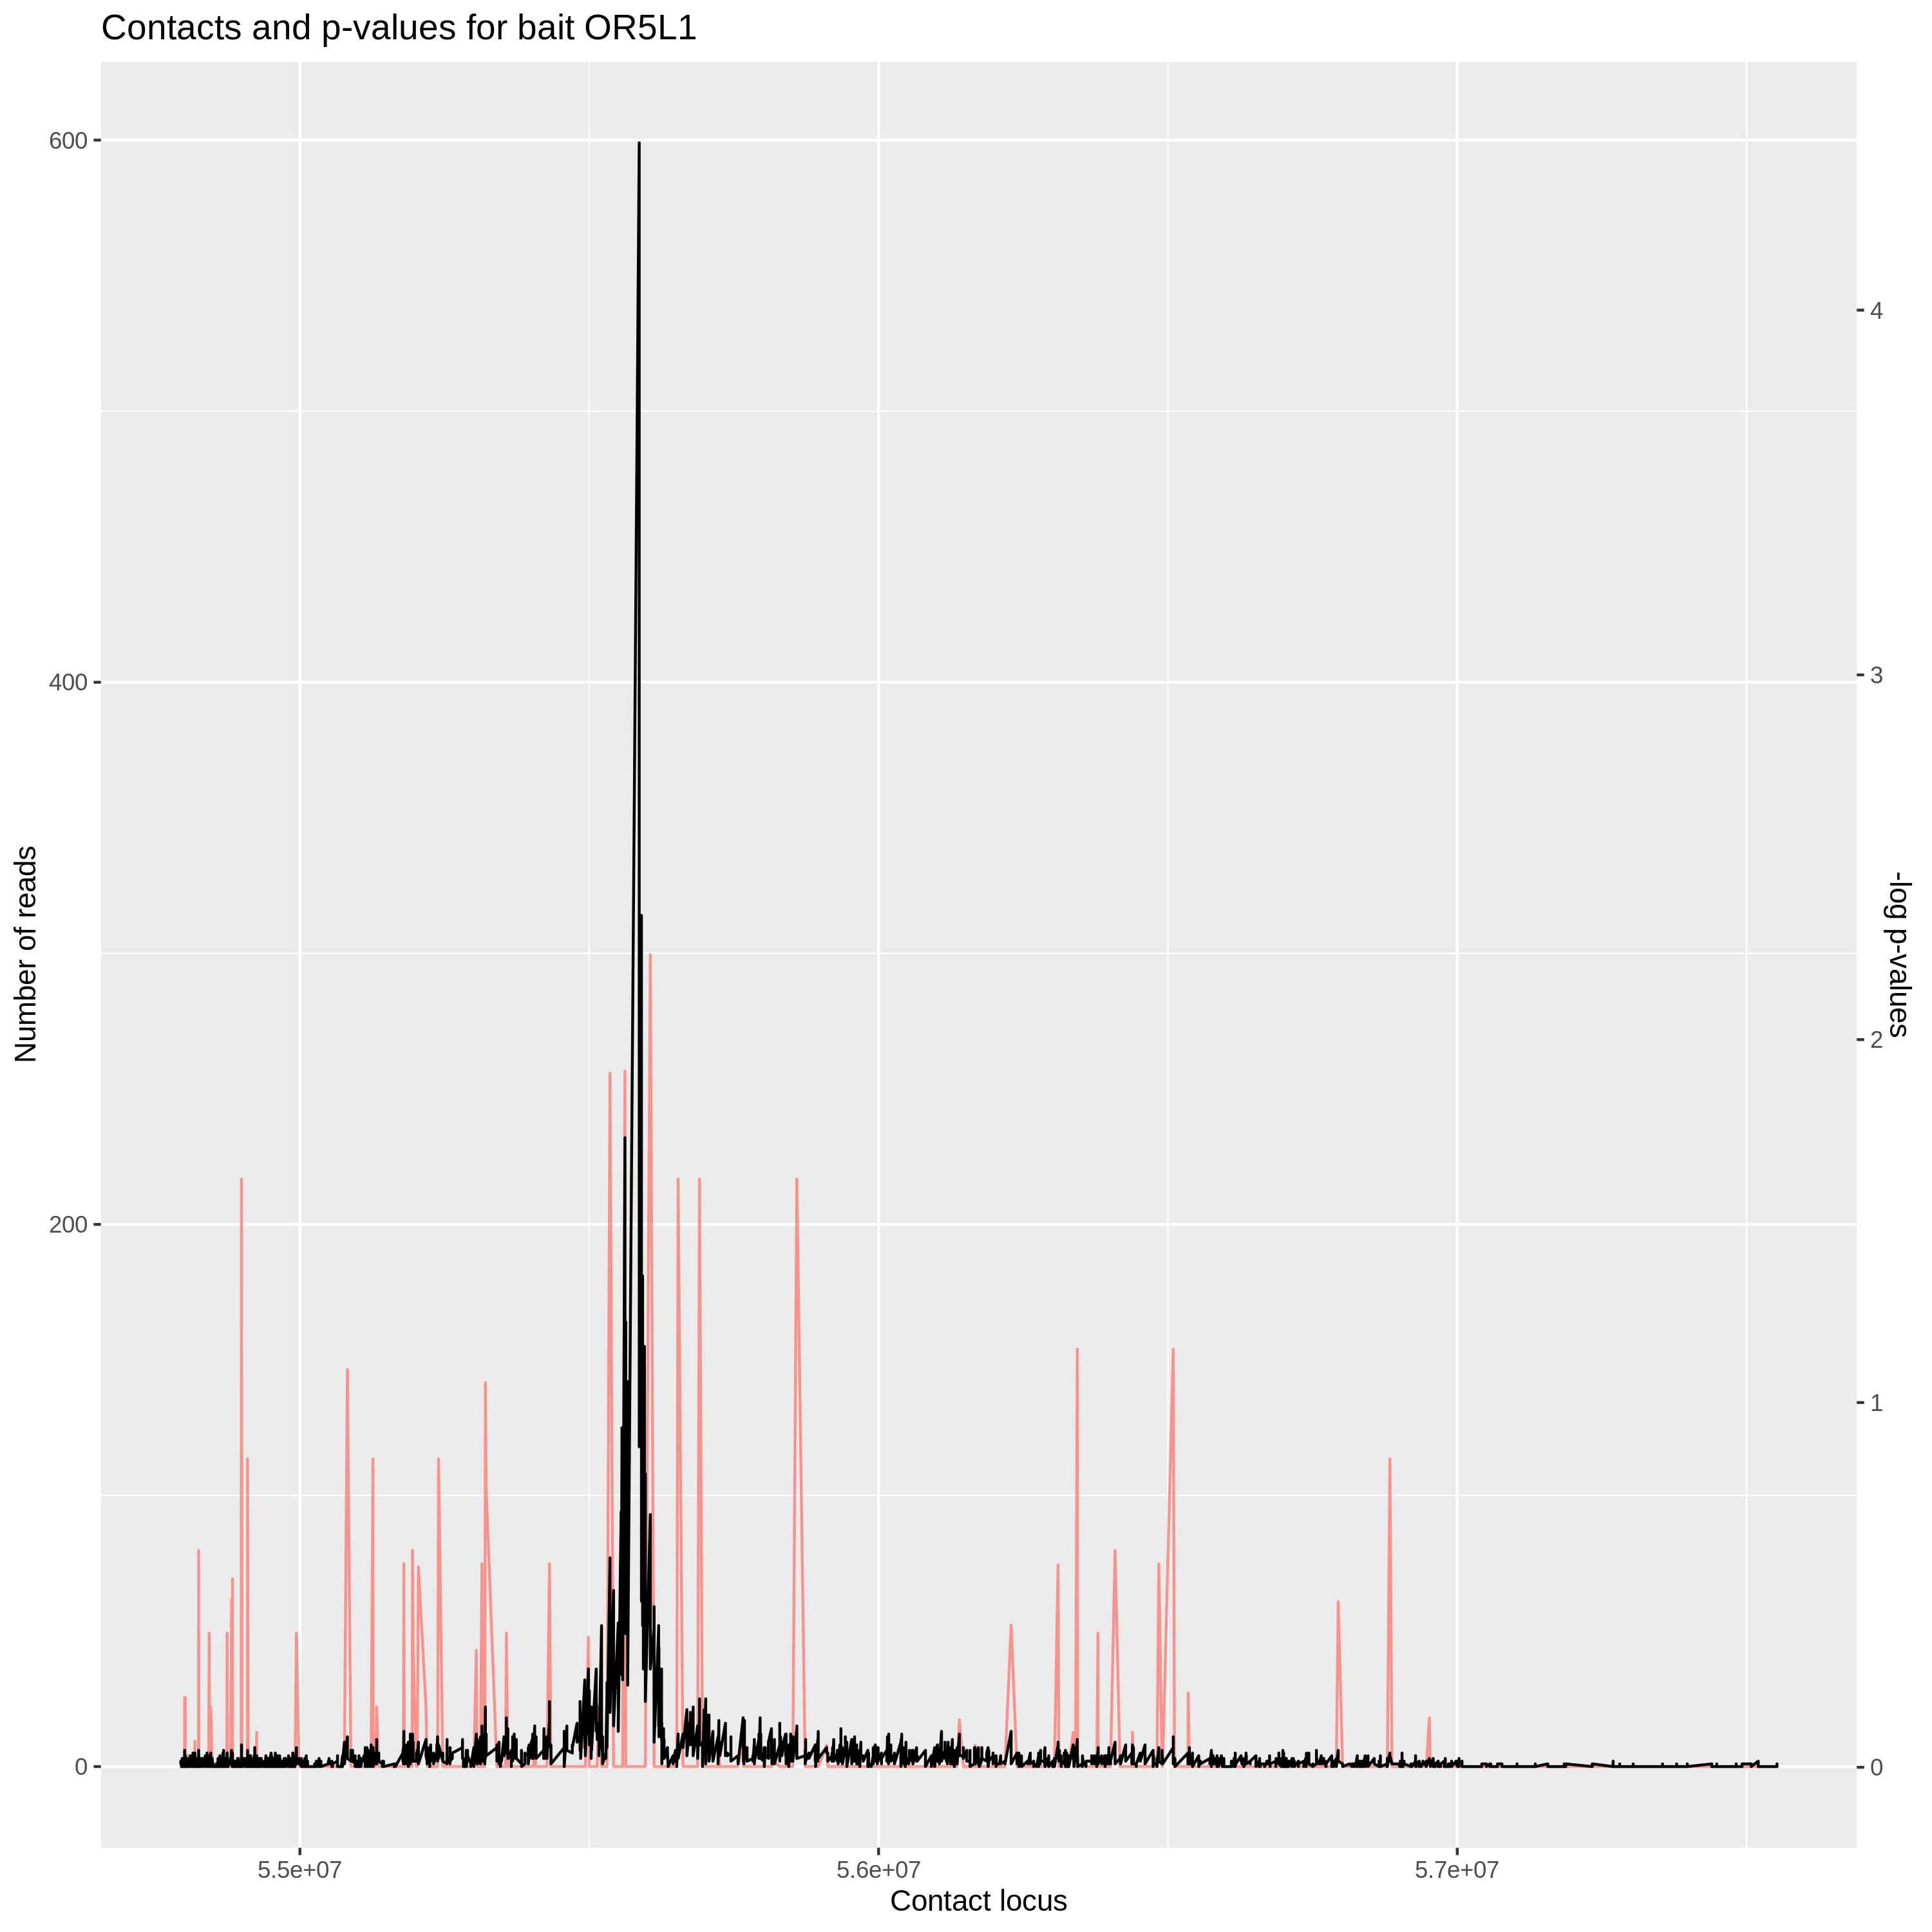 Contacts and p-values for bait OR5L1
600
400
200
0
Number of reads
4
3
2
1
0
-log p-values
5.5e+07
5.6e+07
5.7e+07
Contact locus